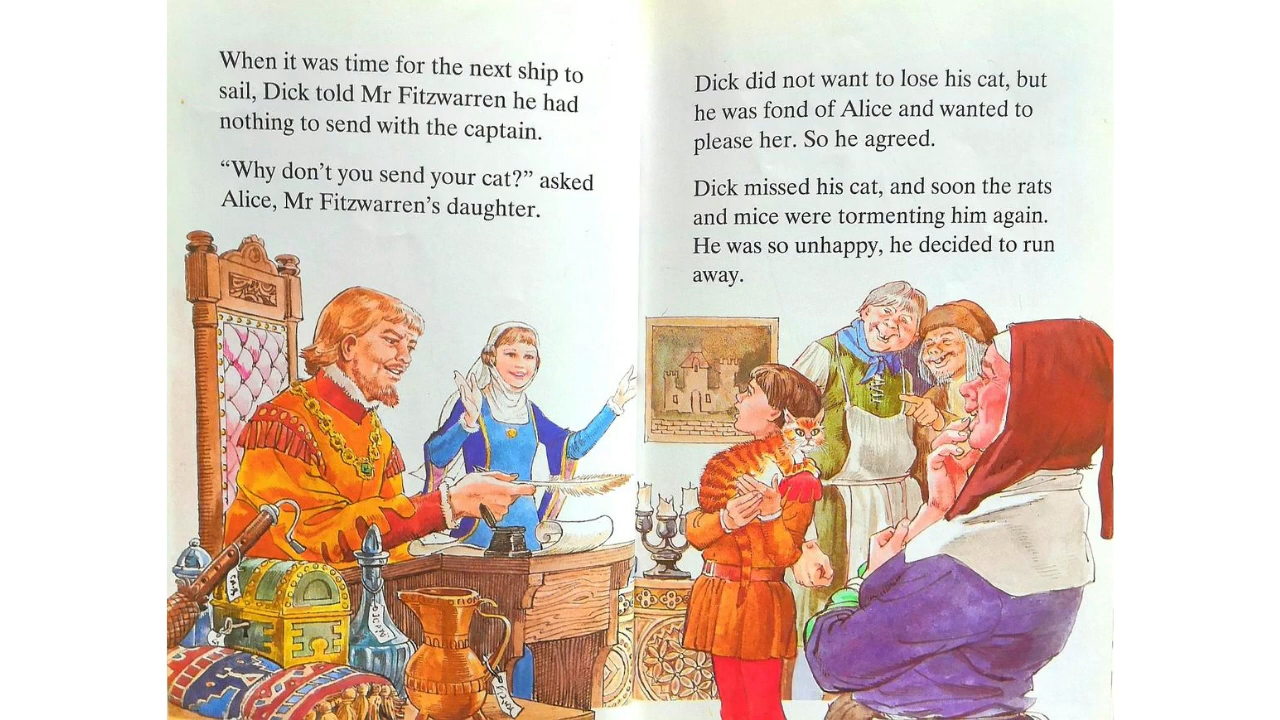 When it was time for the next ship to
sail, Dick told Mr Fitzwarren he had
nothing to send with the captain.
“Why don’t you send your cat?” asked
Alice, Mr Fitzwarren’s daughter.
Dick did not want to lose his cat, but
he was fond of Alice and wanted to
please her. So he agreed.
Dick missed his cat, and soon the rats
and mice were tormenting him again.
He was so unhappy, he decided to run
away.